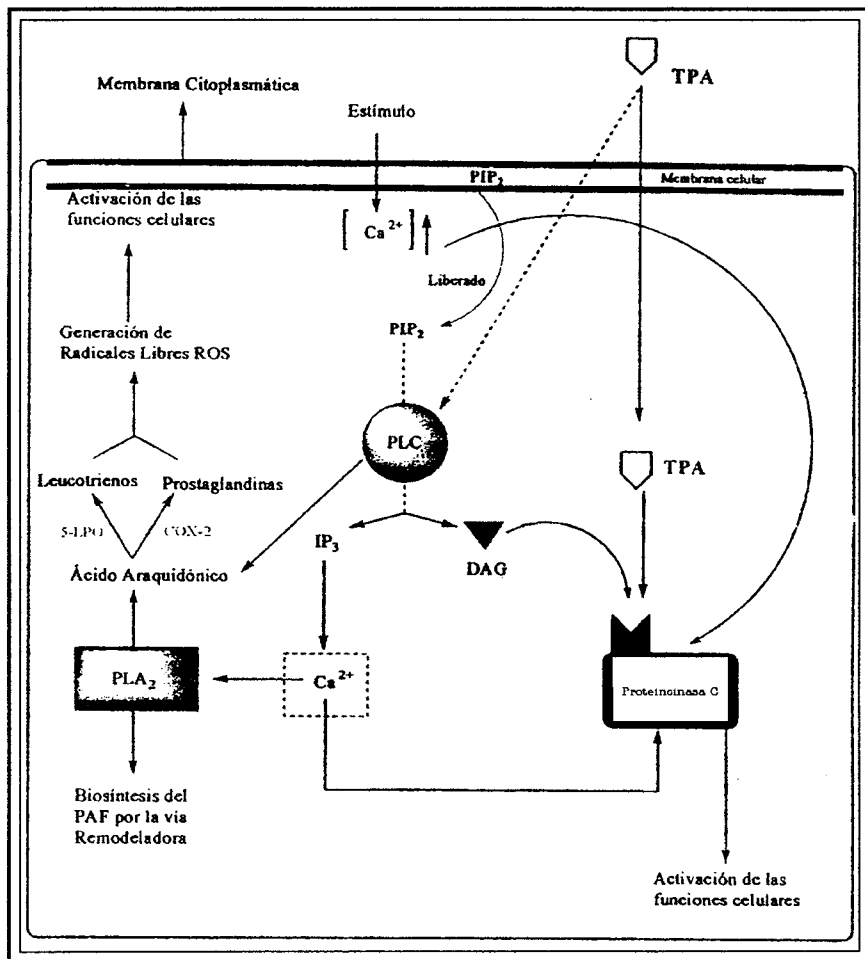 TPA
Membrana Citoplasmática
Estímulo
PIP₂
Membrana celular
Activación de las
funciones celulares
[ Ca²⁺ ]
Liberado
Generación de
Radicales Libres ROS
PIP₂
PLC
Leucotrienos
Prostaglandinas
TPA
5-LPO
COX-2
IP₃
DAG
Ácido Araquidónico
PLA₂
Ca²⁺
Proteincinasa C
Biosíntesis del
PAF por la via
Remodeladora
Activación de las
funciones celulares